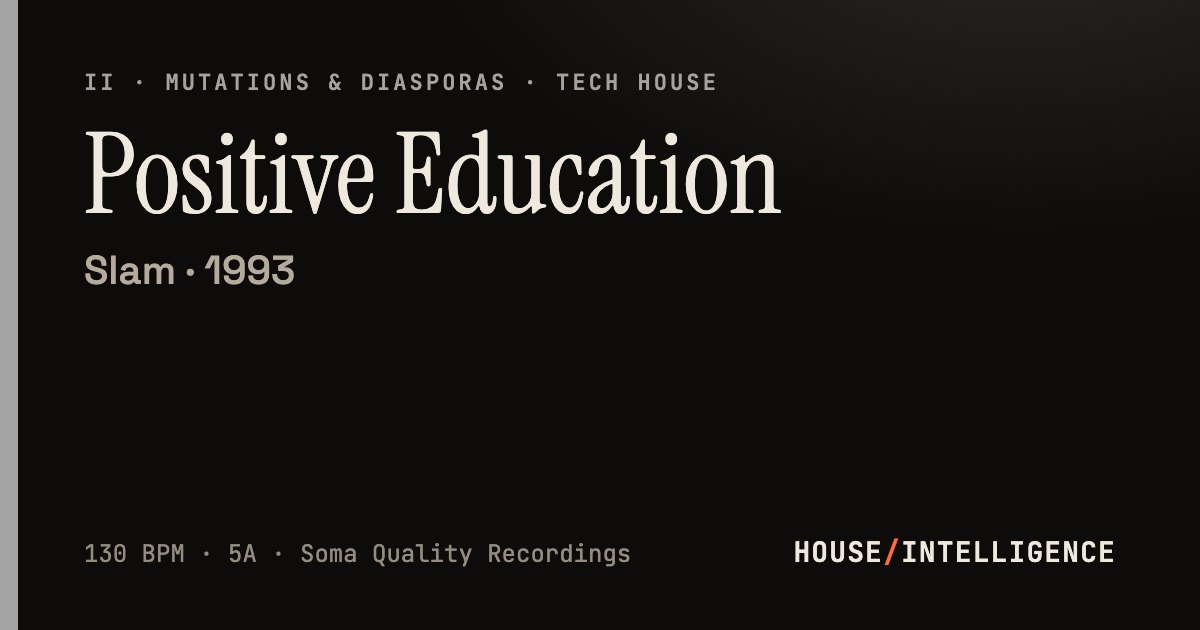 II · MUTATIONS & DIASPORAS · TECH HOUSE
Positive Education
Slam · 1993
130 BPM · 5A · Soma Quality Recordings
HOUSE/INTELLIGENCE